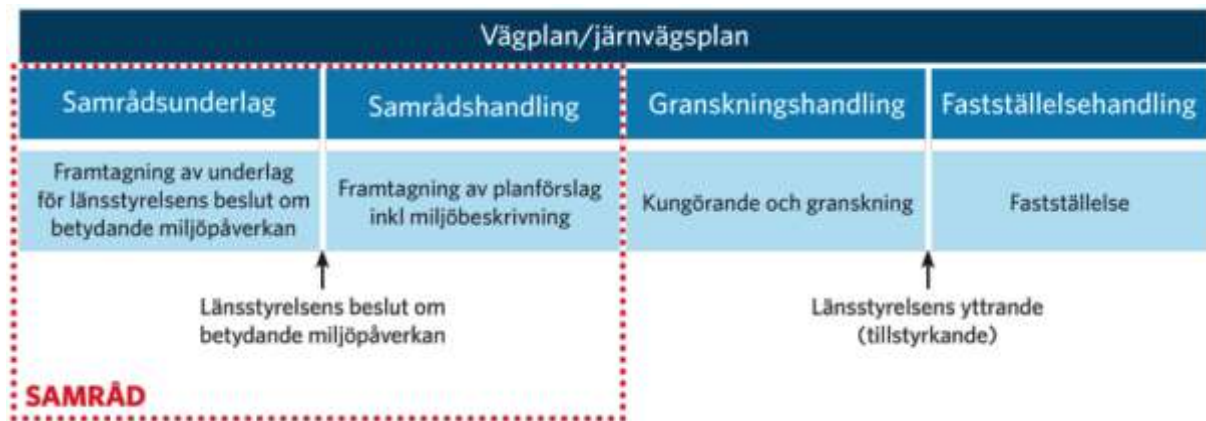 Vägplan/järnvägsplan
Samrådsunderlag
Samrådshandling
Granskningshandling
Fastställelsehandling
Framtagning av underlag
för länsstyrelsens beslut om
betydande miljöpåverkan
Framtagning av planförslag
inkl miljöbeskrivning
Kungörande och granskning
Fastställelse
Länsstyrelsens beslut om
betydande miljöpåverkan
Länsstyrelsens yttrande
(tillstyrkande)
SAMRÅD